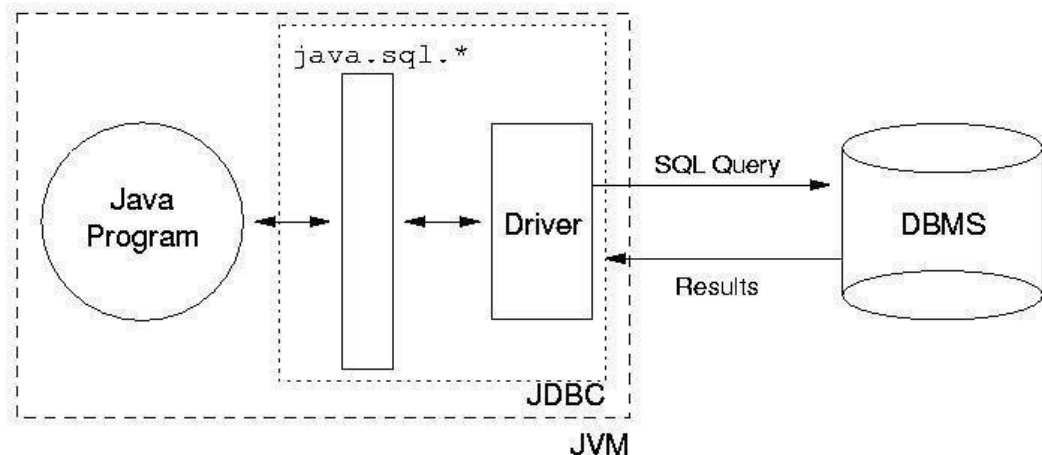 java.sql.*
Java
Program
Driver
SQL Query
Results
DBMS
JDBC
JVM